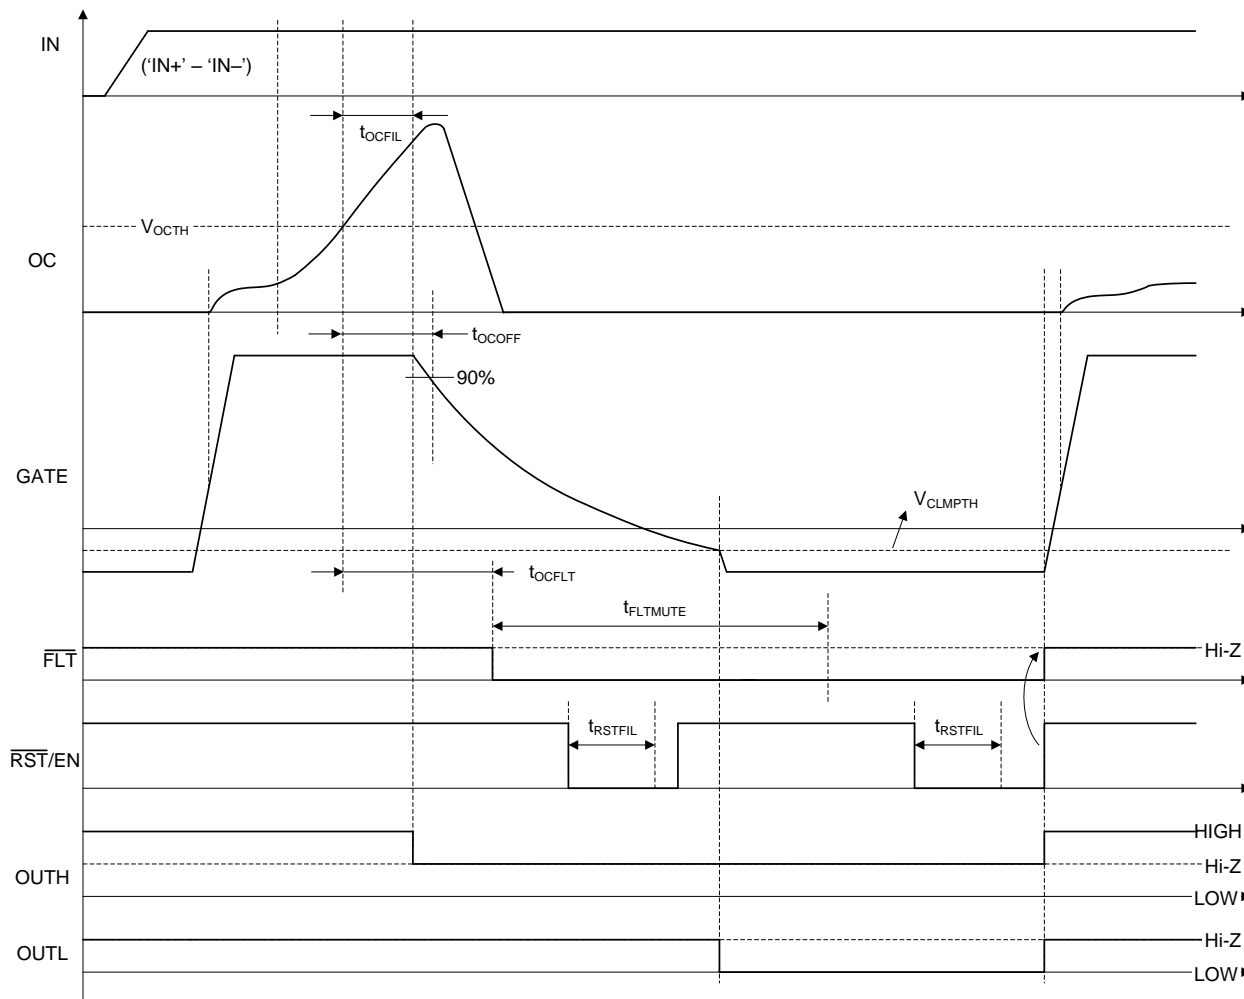 IN
('IN+' – 'IN–')
tOCFIL
VOCTH
OC
tOCOFF
90%
GATE
VCLMPTH
tOCFLT
tFLTMUTE
FLT
Hi-Z
tRSTFIL
tRSTFIL
RST/EN
HIGH
Hi-Z
OUTH
LOW
OUTL
Hi-Z
LOW